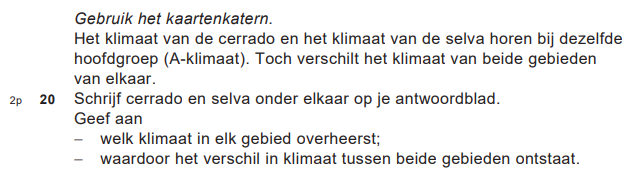 Gebruik het kaartenkatern.
Het klimaat van de cerrado en het klimaat van de selva horen bij dezelfde
hoofdgroep (A-klimaat). Toch verschilt het klimaat van beide gebieden
van elkaar.
2p 20 Schrijf cerrado en selva onder elkaar op je antwoordblad.
Geef aan
− welk klimaat in elk gebied overheerst;
− waardoor het verschil in klimaat tussen beide gebieden ontstaat.